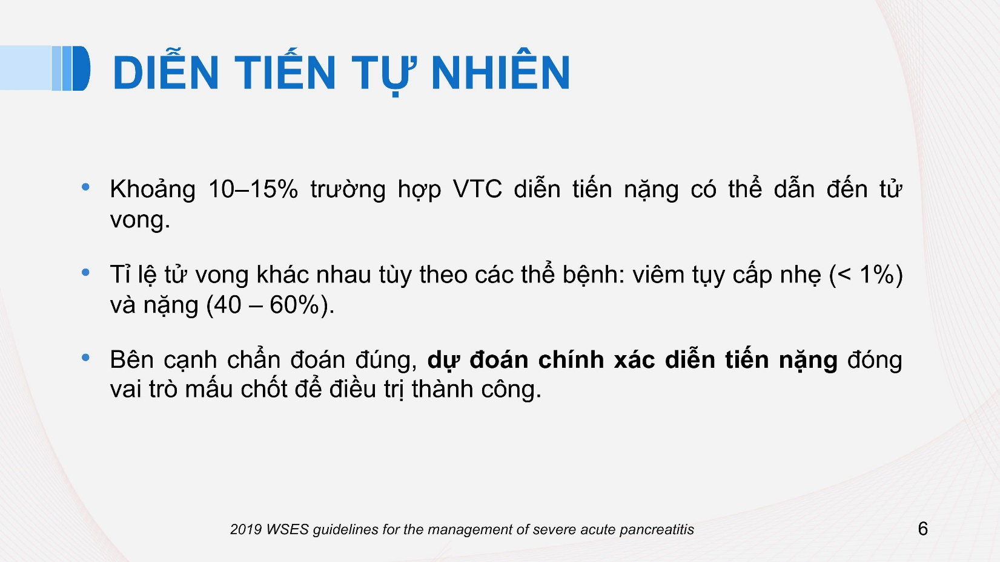 DIỄN TIẾN TỰ NHIÊN
• Khoảng 10–15% trường hợp VTC diễn tiến nặng có thể dẫn đến tử
vong.
• Tỉ lệ tử vong khác nhau tùy theo các thể bệnh: viêm tụy cấp nhẹ (< 1%)
và nặng (40 – 60%).
• Bên cạnh chẩn đoán đúng, dự đoán chính xác diễn tiến nặng đóng
vai trò mấu chốt để điều trị thành công.
2019 WSES guidelines for the management of severe acute pancreatitis
6